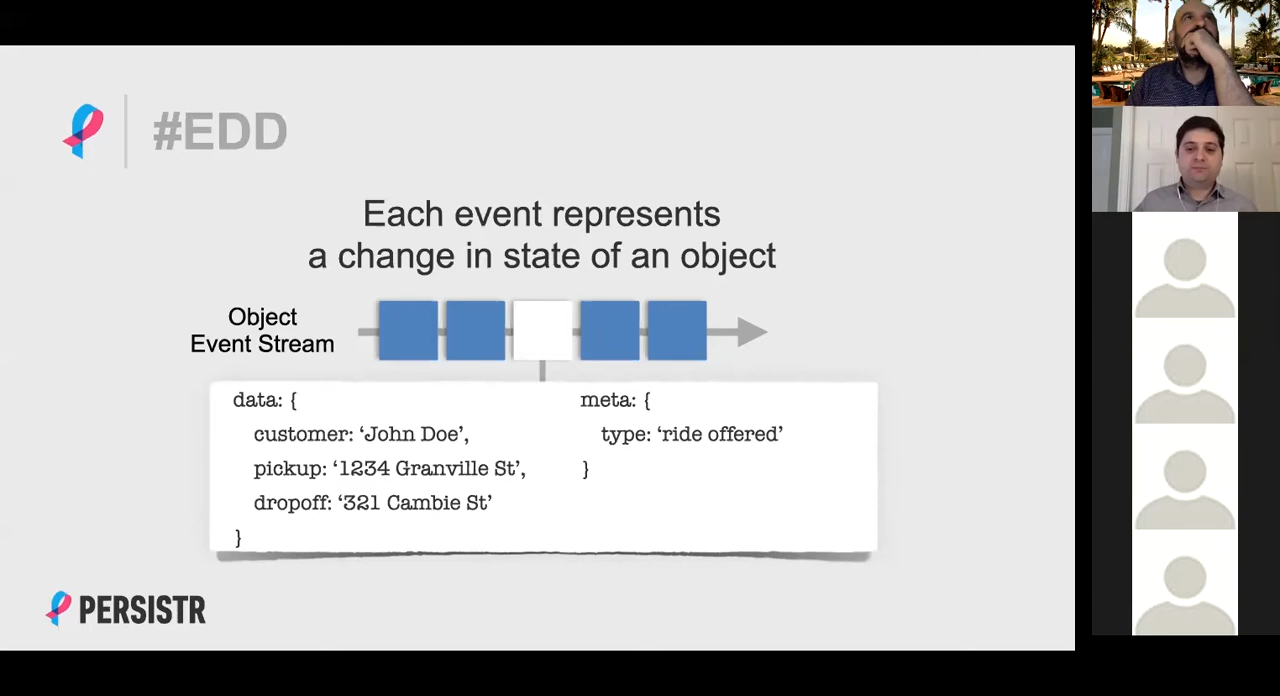 #EDD
Each event represents
a change in state of an object
Object
Event Stream
data: {
customer: ‘John Doe’,
pickup: ‘1234 Granville St’,
dropoff: ‘321 Cambie St’
}
meta: {
type: ‘ride offered’
}
PERSISTR